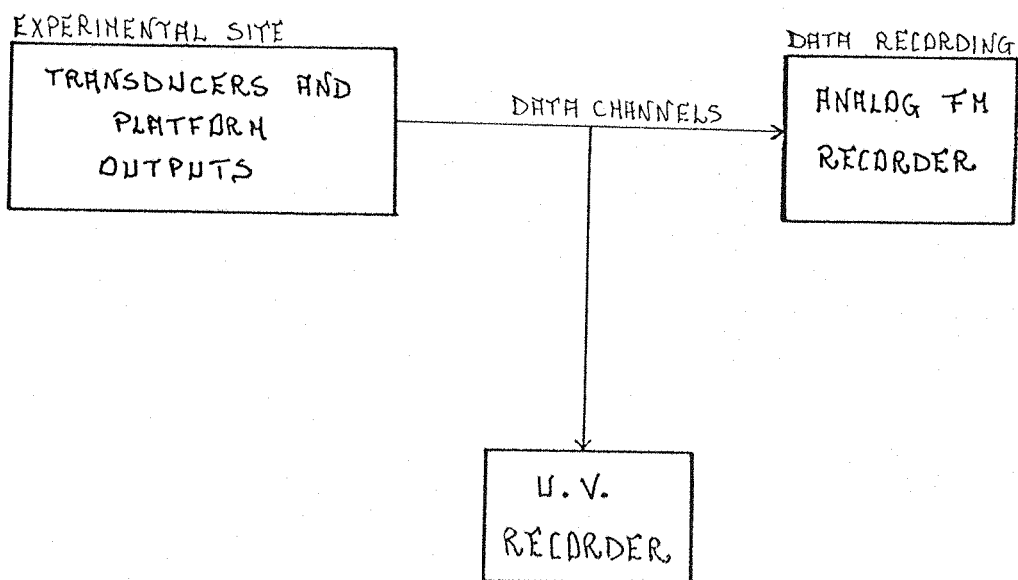 EXPERIMENTAL SITE
TRANSDUCERS AND
PLATFORM
OUTPUTS
DATA CHANNELS
DATA RECORDING
ANALOG FM
RECORDER
U.V.
RECORDER